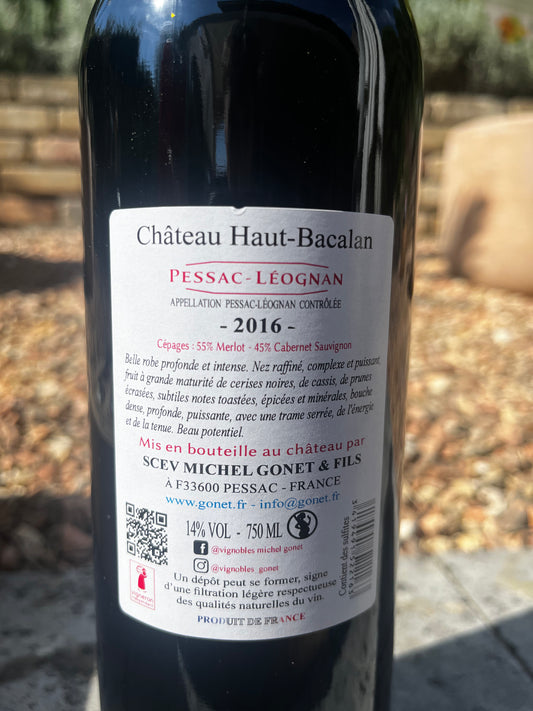 Château Haut-Bacalan
PESSAC-LÉOGNAN
APPELLATION PESSAC-LÉOGNAN CONTRÔLÉE
- 2016 -
Cépages : 55% Merlot - 45% Cabernet Sauvignon
Belle robe profonde et intense. Nez raffiné, complexe et puissant,
fruit à grande maturité de cerises noires, de cassis, de prunes
écrasées, subtiles notes toastées, épicées et minérales, bouche
dense, profonde, puissante, avec une trame serrée, de l'énergie
et de la tenue. Beau potentiel.
Mis en bouteille au château par
SCEV MICHEL GONET & FILS
À F33600 PESSAC - FRANCE
www.gonet.fr - info@gonet.fr
14% VOL - 750 ML
@vignobles michel gonet
@vignobles_gonet
vigneron
Un dépôt peut se former, signe
d'une filtration légère respectueuse
des qualités naturelles du vin.
PRODUIT DE FRANCE
Contient des sulfites